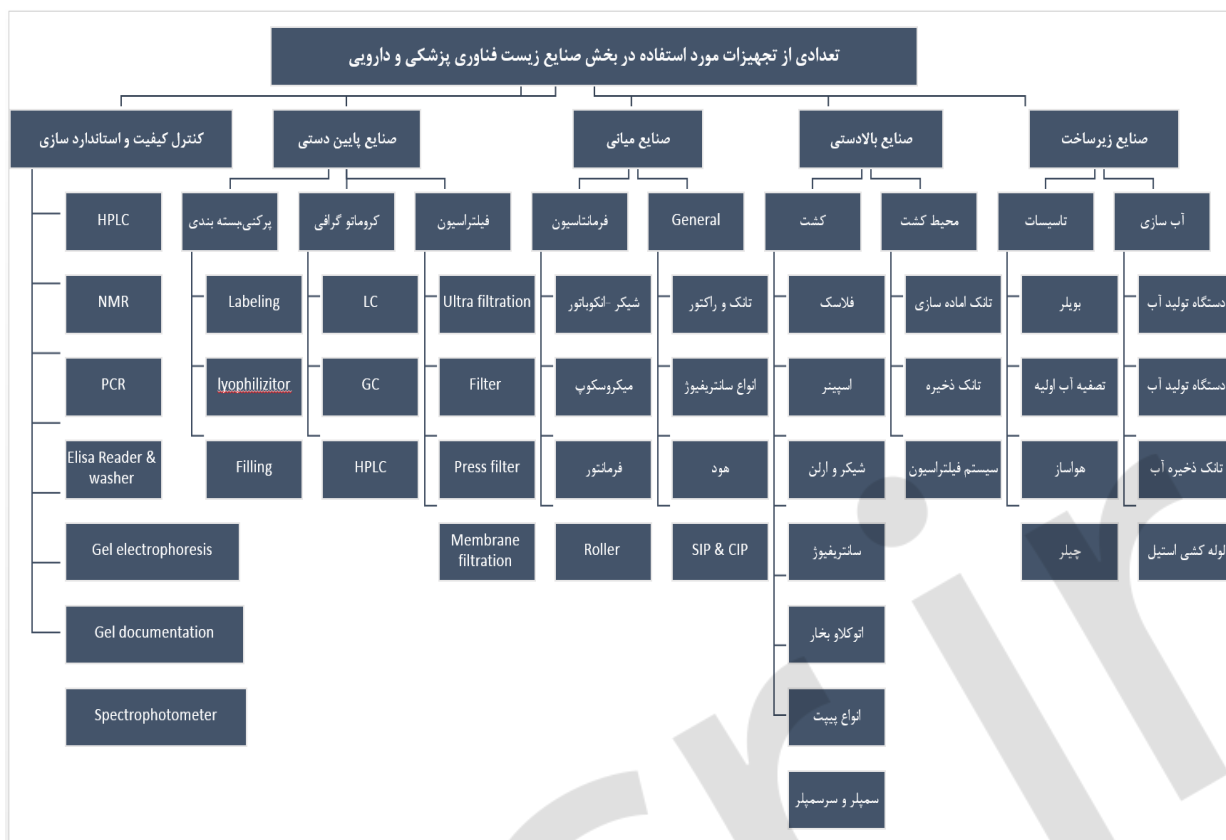 تعدادی از تجهیزات مورد استفاده در بخش صنایع زیست فناوری پزشکی و دارویی
صنایع زیرساخت
آب سازی
دستگاه تولید آب
دستگاه تولید آب
تانک ذخیره آب
لوله کشی استیل
تاسیسات
بویلر
تصفیه آب اولیه
هواساز
چیلر
صنایع بالادستی
محیط کشت
تانک اماده سازی
تانک ذخیره
سیستم فیلتراسیون
کشت
فلاسک
اسپینر
شیکر و ارلن
سانتریفیوژ
اتوکلاو بخار
انواع پیپت
سمپلر و سرسمپلر
صنایع میانی
General
تانک و راکتور
انواع سانتریفیوژ
هود
SIP & CIP
فرمانتاسیون
شیکر -انکوباتور
میکروسکوپ
فرمانتور
Roller
صنایع پایین دستی
فیلتراسیون
Ultra filtration
Filter
Press filter
Membrane
filtration
کروماتو گرافی
LC
GC
HPLC
پرکنی,بسته بندی
Labeling
lyophilizitor
Filling
کنترل کیفیت و استاندارد سازی
HPLC
NMR
PCR
Elisa Reader &
washer
Gel electrophoresis
Gel documentation
Spectrophotometer